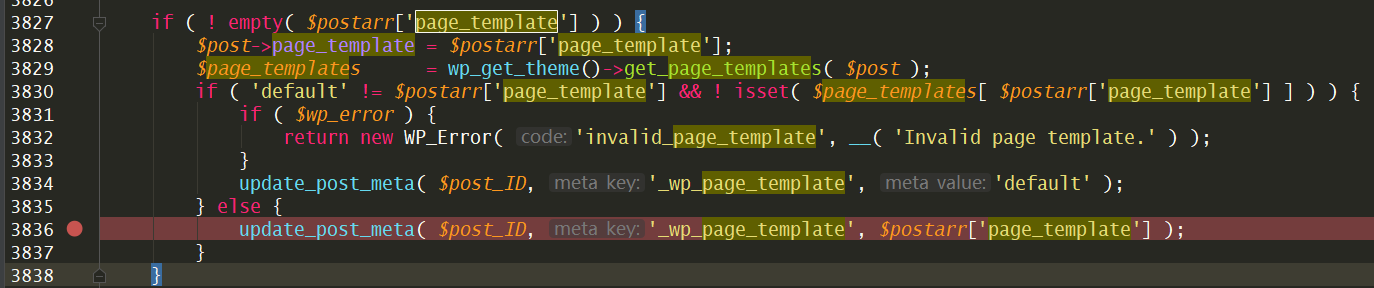 3826
3827 if ( ! empty( $postarr['page_template'] ) ) {
3828 $post->page_template = $postarr['page_template'];
3829 $page_templates = wp_get_theme()->get_page_templates( $post );
3830 if ( 'default' != $postarr['page_template'] && ! isset( $page_templates[ $postarr['page_template'] ] ) ) {
3831 if ( $wp_error ) {
3832 return new WP_Error( code: 'invalid_page_template', __( 'Invalid page template.' ) );
3833 }
3834 update_post_meta( $post_ID, meta key: '_wp_page_template', meta value: 'default' );
3835 } else {
3836 update_post_meta( $post_ID, meta key: '_wp_page_template', $postarr['page_template'] );
3837 }
3838 }